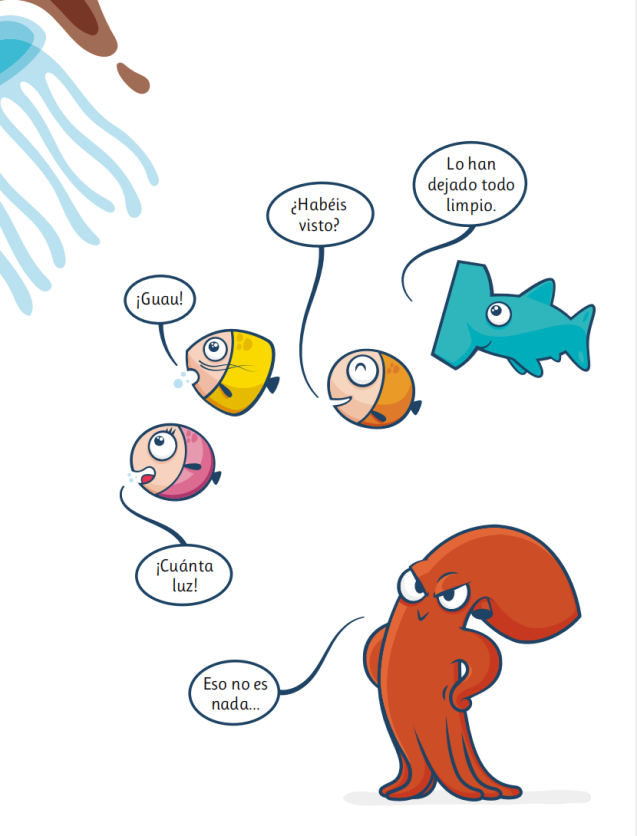 Lo han
dejado todo
limpio.
¿Habéis
visto?
¡Guau!
¡Cuánta
luz!
Eso no es
nada...